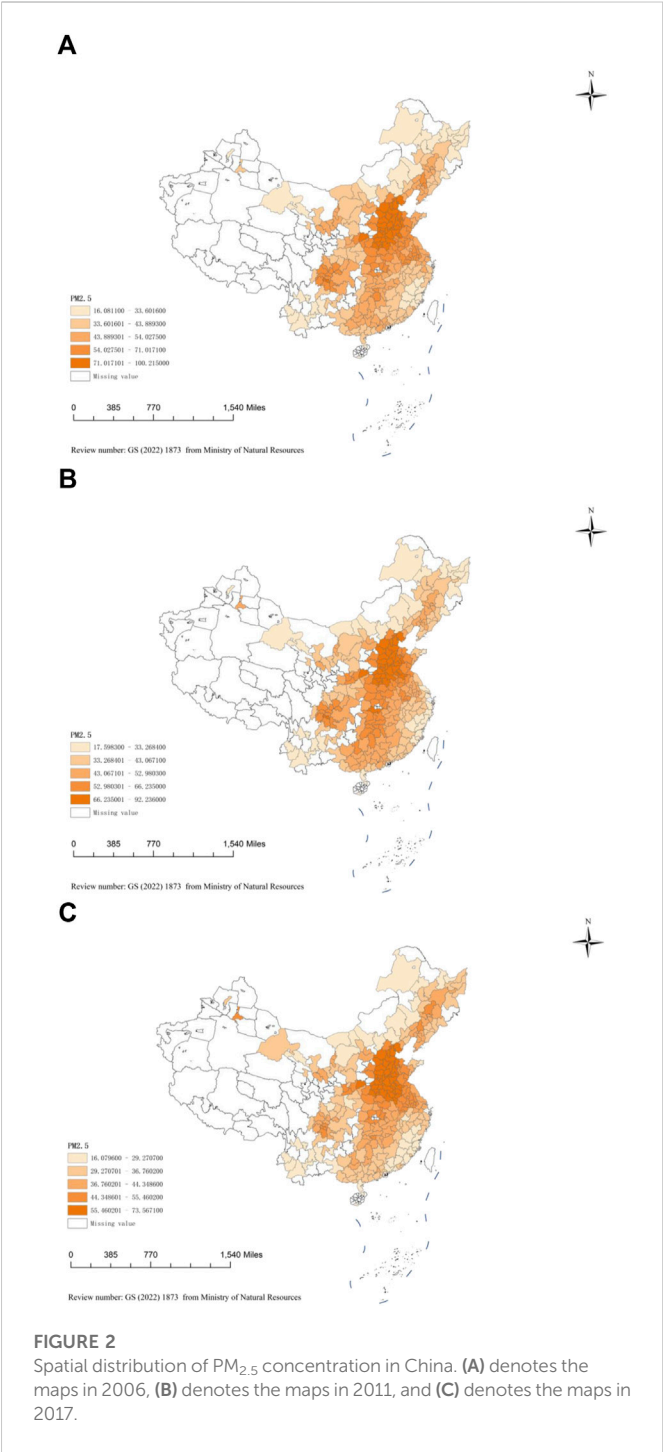 A
N
PM2.5
16.081100 - 33.601600
33.601601 - 43.889300
43.889301 - 54.027500
54.027501 - 71.017100
71.017101 - 100.215000
Missing value
0 385 770 1,540 Miles
Review number: GS (2022) 1873 from Ministry of Natural Resources
B
N
PM2.5
17.598300 - 33.268400
33.268401 - 43.067100
43.067101 - 52.980300
52.980301 - 66.235000
66.235001 - 92.236000
Missing value
0 385 770 1,540 Miles
Review number: GS (2022) 1873 from Ministry of Natural Resources
C
N
PM2.5
16.079600 - 29.270700
29.270701 - 36.760200
36.760201 - 44.348600
44.348601 - 55.460200
55.460201 - 73.567100
Missing value
0 385 770 1,540 Miles
Review number: GS (2022) 1873 from Ministry of Natural Resources
FIGURE 2
Spatial distribution of PM2.5 concentration in China. (A) denotes the
maps in 2006, (B) denotes the maps in 2011, and (C) denotes the maps in
2017.